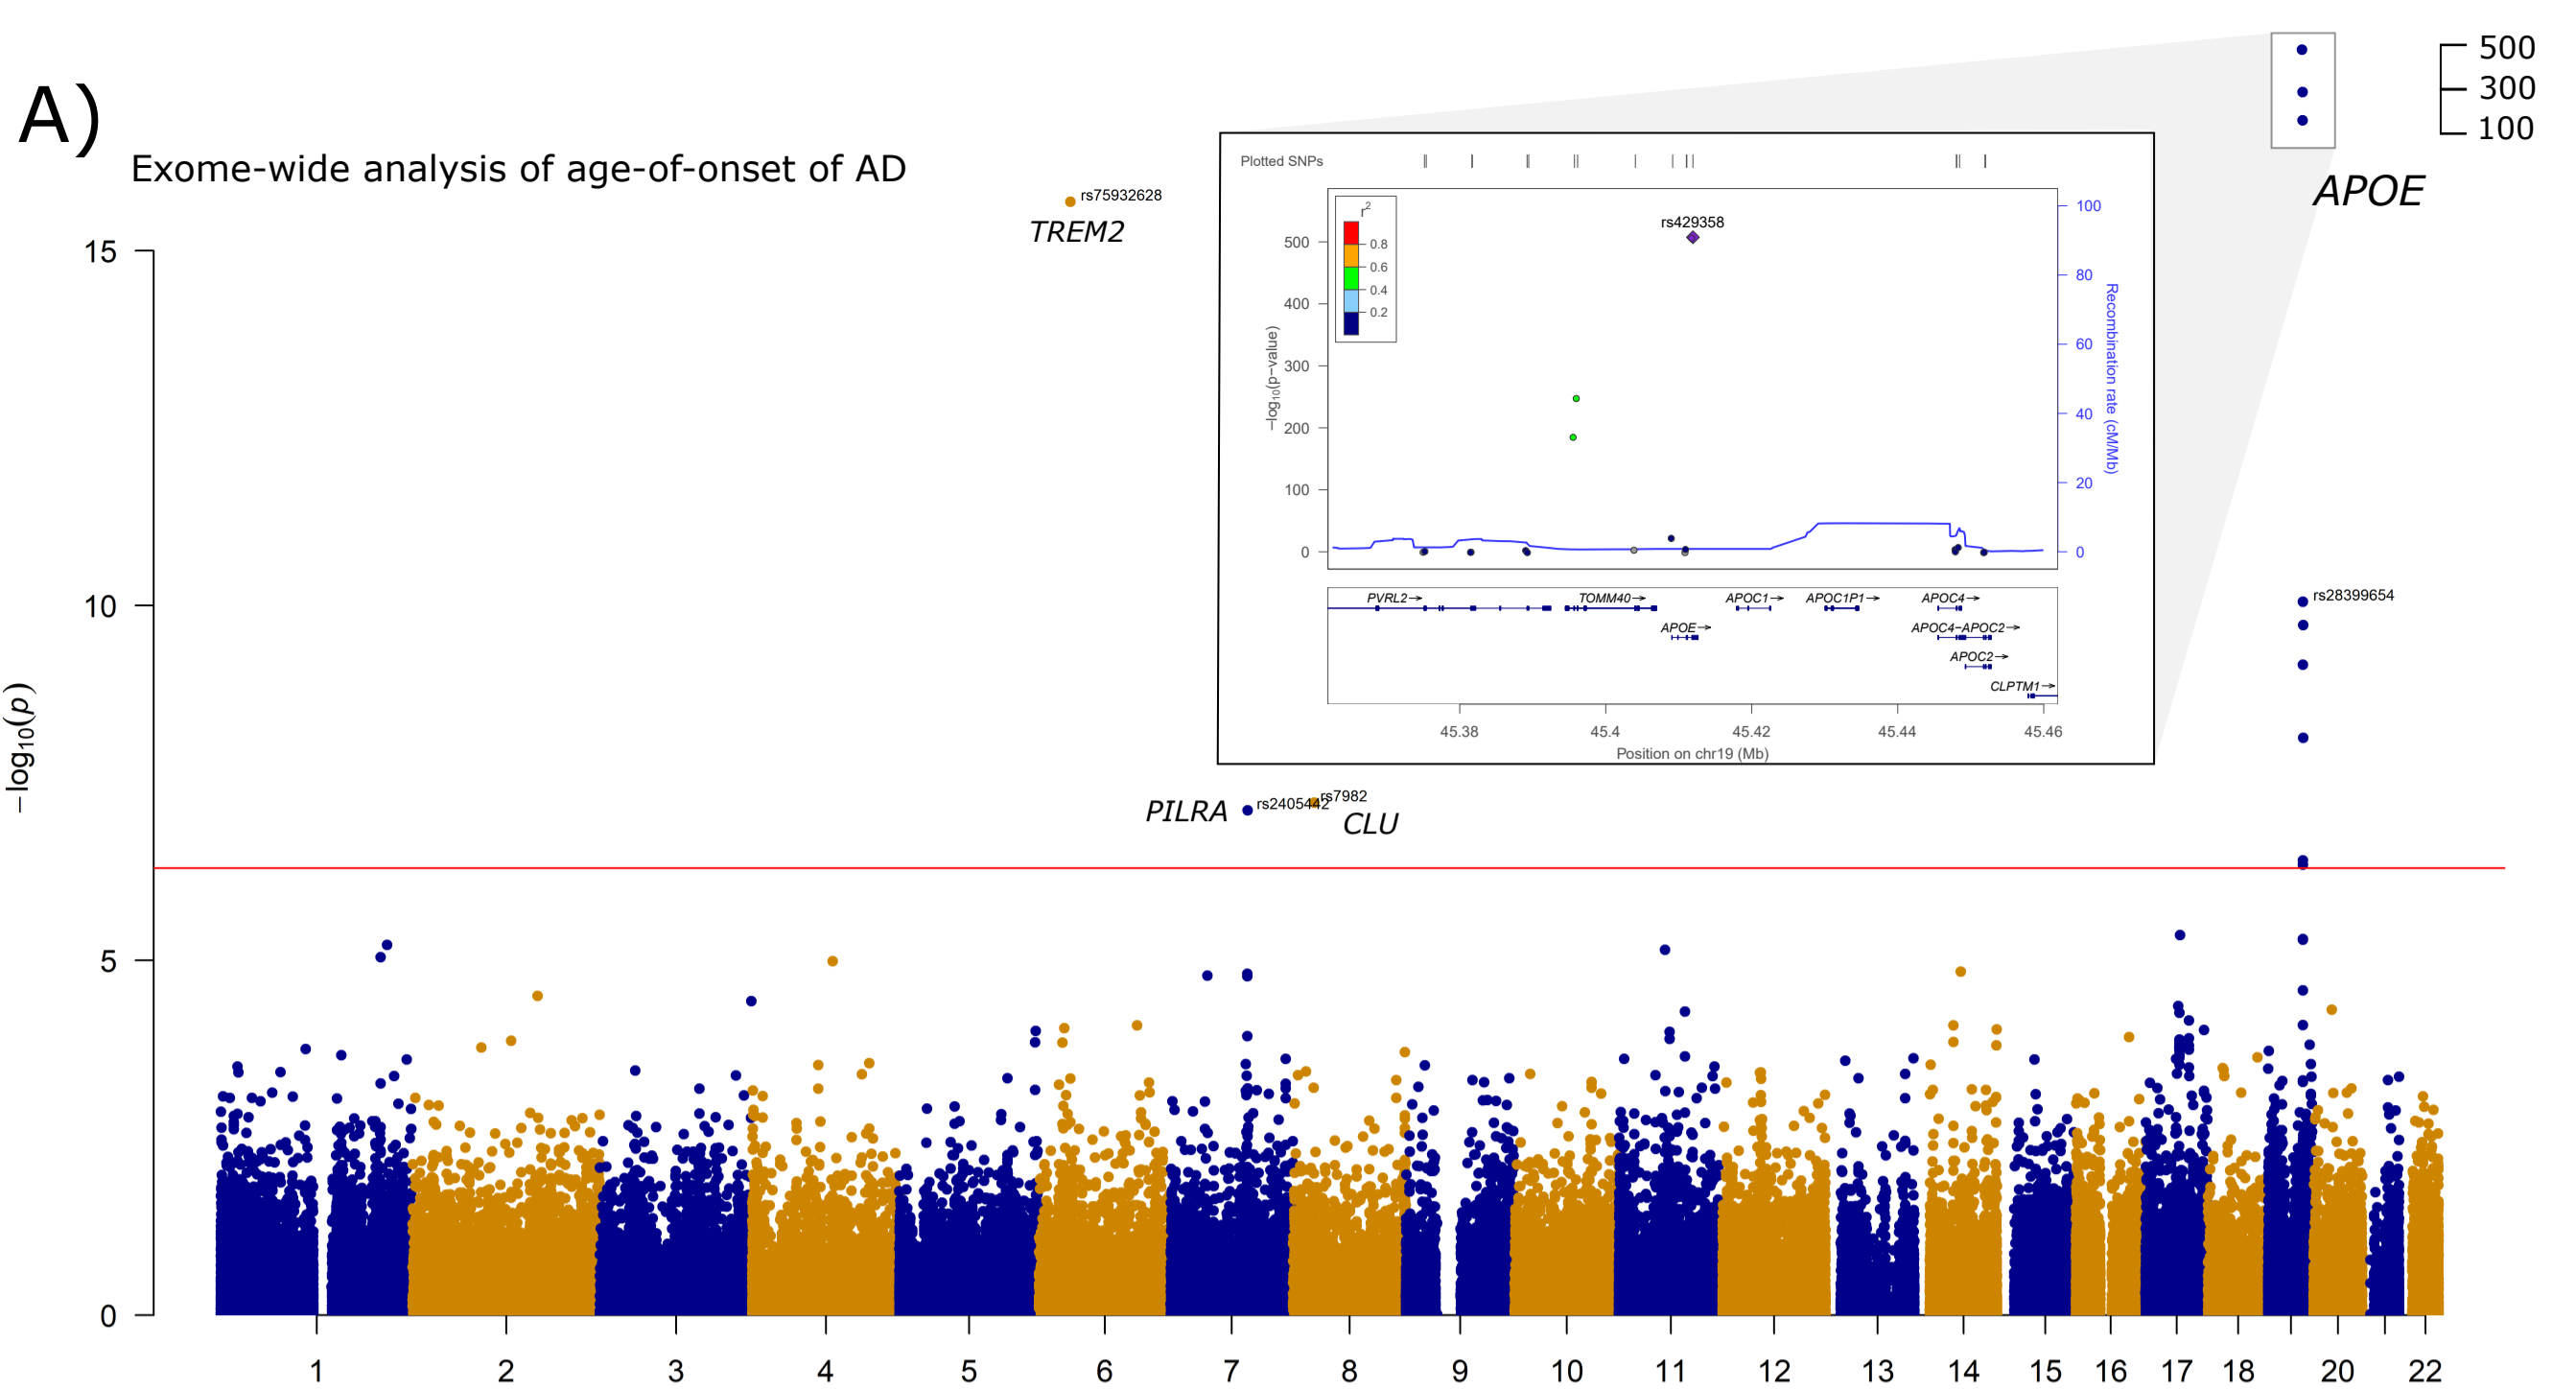 A)
Exome-wide analysis of age-of-onset of AD
500
300
100
APOE
rs75932628
TREM2
Plotted SNPs
r2
0.8
0.6
0.4
0.2
rs429358
500
400
300
200
100
0
−log10(p−value)
100
80
60
40
20
0
Recombination rate (cM/Mb)
PVRL2→
TOMM40→
APOC1→
APOC1P1→
APOC4→
APOE→
APOC4−APOC2→
APOC2→
CLPTM1→
45.38
45.4
45.42
45.44
45.46
Position on chr19 (Mb)
rs28399654
PILRA
rs2405442
rs7982
CLU
15
10
5
0
−log10(p)
1 2 3 4 5 6 7 8 9 10 11 12 13 14 15 16 17 18 20 22